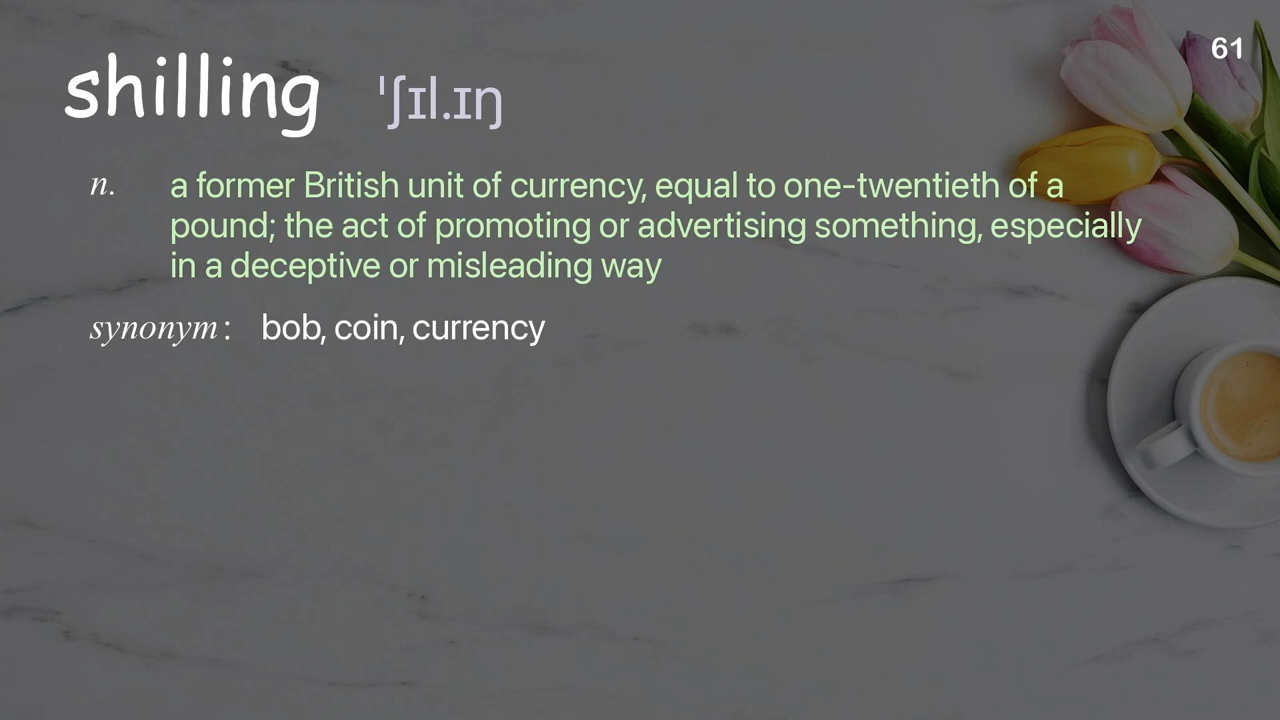 61
shilling ˈʃɪl.ɪŋ
n. a former British unit of currency, equal to one-twentieth of a
pound; the act of promoting or advertising something, especially
in a deceptive or misleading way
synonym: bob, coin, currency